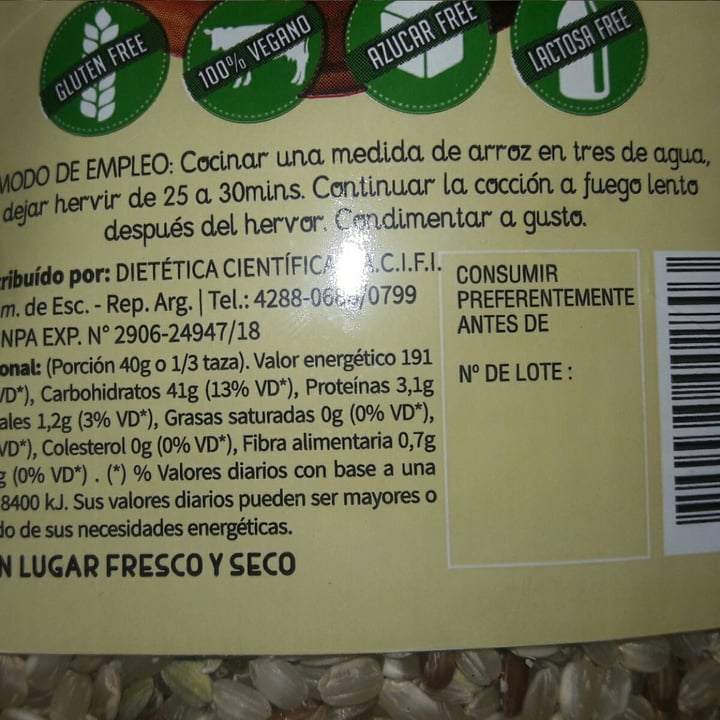 GLUTEN FREE
100% VEGANO
AZUCAR FREE
LACTOSA FREE
MODO DE EMPLEO: Cocinar una medida de arroz en tres de agua,
dejar hervir de 25 a 30mins. Continuar la cocción a fuego lento
después del hervor. Condimentar a gusto.
ribuído por: DIETÉTICA CIENTÍFICA A.C.I.F.I.
m. de Esc. - Rep. Arg. | Tel.: 4288- /0799
NPA EXP. N° 2906-24947/18
onal: (Porción 40g o 1/3 taza). Valor energético 191
VD*), Carbohidratos 41g (13% VD*), Proteínas 3,1g
ales 1,2g (3% VD*), Grasas saturadas 0g (0% VD*),
VD*), Colesterol 0g (0% VD*), Fibra alimentaria 0,7g
g (0% VD*) . (*) % Valores diarios con base a una
8400 kJ. Sus valores diarios pueden ser mayores o
do de sus necesidades energéticas.
N LUGAR FRESCO Y SECO
CONSUMIR
PREFERENTEMENTE
ANTES DE
Nº DE LOTE :